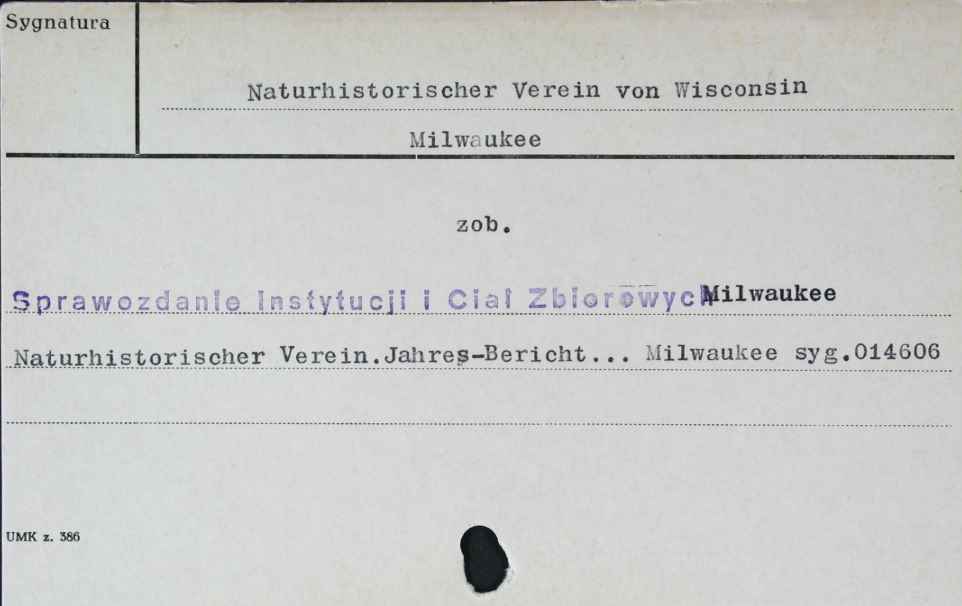 Sygnatura
Naturhistorischer Verein von Wisconsin
Milwaukee
zob.
Sprawozdanie Instytucji i Ciał Zbiorowych Milwaukee
Naturhistorischer Verein.Jahres-Bericht... Milwaukee syg.014606
UMK z. 386